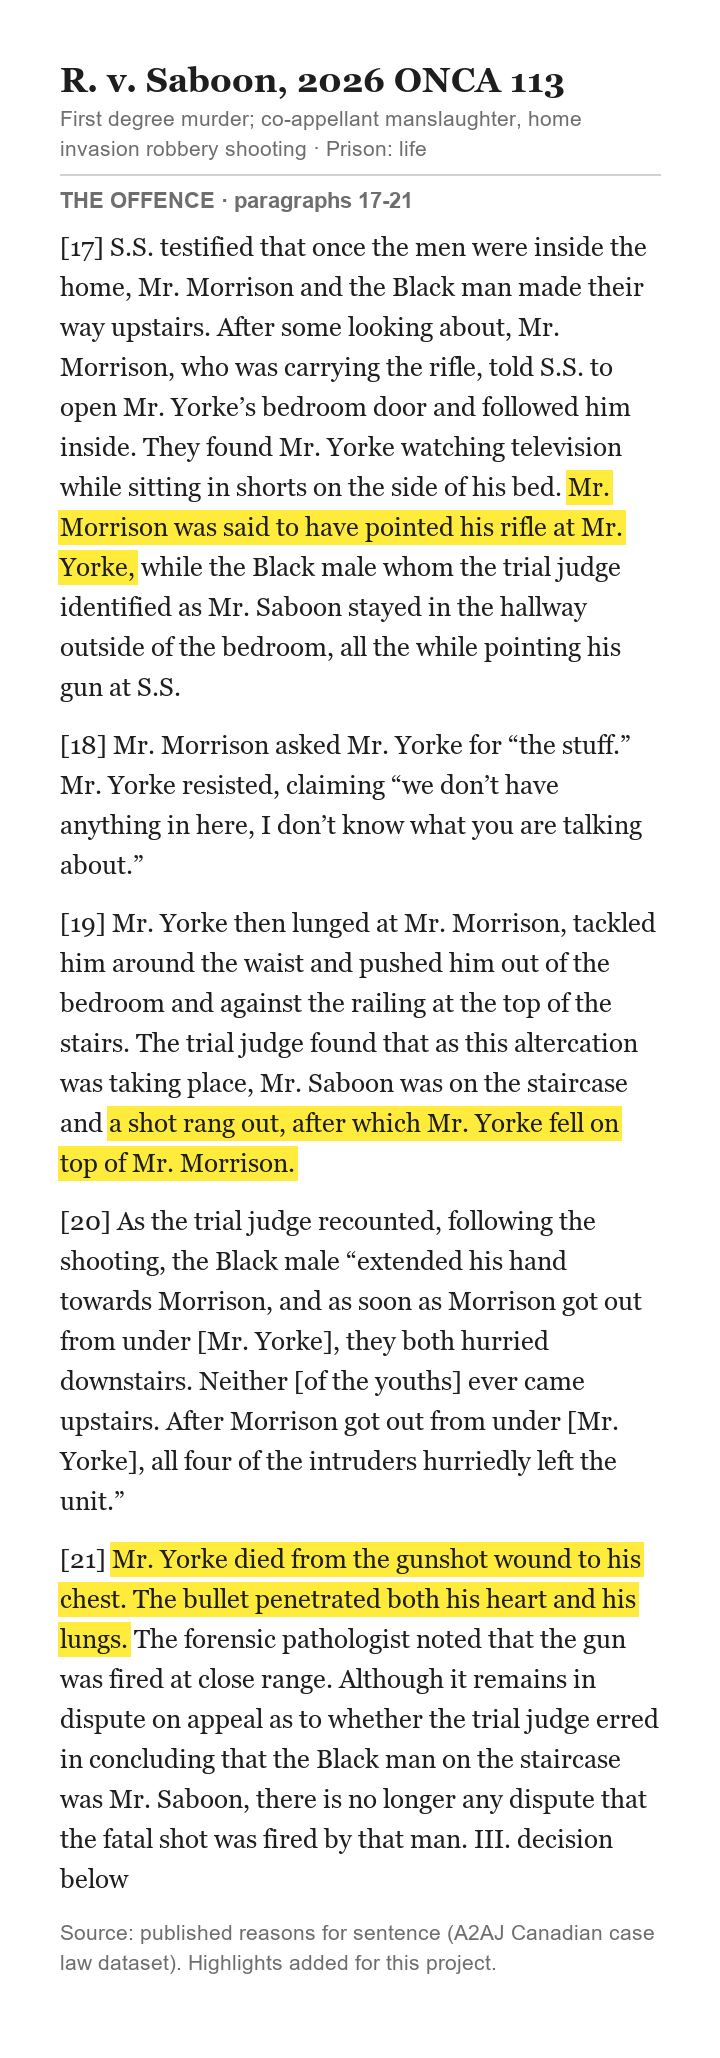 R. v. Saboon, 2026 ONCA 113
First degree murder; co-appellant manslaughter, home
invasion robbery shooting · Prison: life
THE OFFENCE · paragraphs 17-21
[17] S.S. testified that once the men were inside the
home, Mr. Morrison and the Black man made their
way upstairs. After some looking about, Mr.
Morrison, who was carrying the rifle, told S.S. to
open Mr. Yorke’s bedroom door and followed him
inside. They found Mr. Yorke watching television
while sitting in shorts on the side of his bed. Mr.
Morrison was said to have pointed his rifle at Mr.
Yorke, while the Black male whom the trial judge
identified as Mr. Saboon stayed in the hallway
outside of the bedroom, all the while pointing his
gun at S.S.
[18] Mr. Morrison asked Mr. Yorke for “the stuff.”
Mr. Yorke resisted, claiming “we don’t have
anything in here, I don’t know what you are talking
about.”
[19] Mr. Yorke then lunged at Mr. Morrison, tackled
him around the waist and pushed him out of the
bedroom and against the railing at the top of the
stairs. The trial judge found that as this altercation
was taking place, Mr. Saboon was on the staircase
and a shot rang out, after which Mr. Yorke fell on
top of Mr. Morrison.
[20] As the trial judge recounted, following the
shooting, the Black male “extended his hand
towards Morrison, and as soon as Morrison got out
from under [Mr. Yorke], they both hurried
downstairs. Neither [of the youths] ever came
upstairs. After Morrison got out from under [Mr.
Yorke], all four of the intruders hurriedly left the
unit.”
[21] Mr. Yorke died from the gunshot wound to his
chest. The bullet penetrated both his heart and his
lungs. The forensic pathologist noted that the gun
was fired at close range. Although it remains in
dispute on appeal as to whether the trial judge erred
in concluding that the Black man on the staircase
was Mr. Saboon, there is no longer any dispute that
the fatal shot was fired by that man. III. decision
below
Source: published reasons for sentence (A2AJ Canadian case
law dataset). Highlights added for this project.